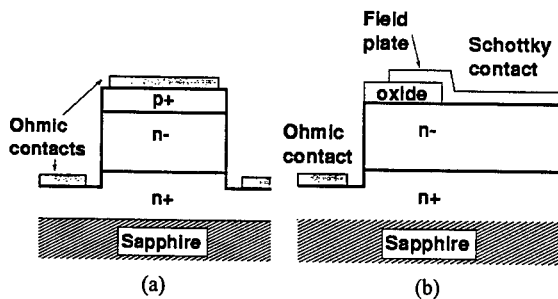 Ohmic
contacts
p+
n-
n+
Sapphire
(a)
Field
plate
Schottky
contact
oxide
Ohmic
contact
n-
n+
Sapphire
(b)